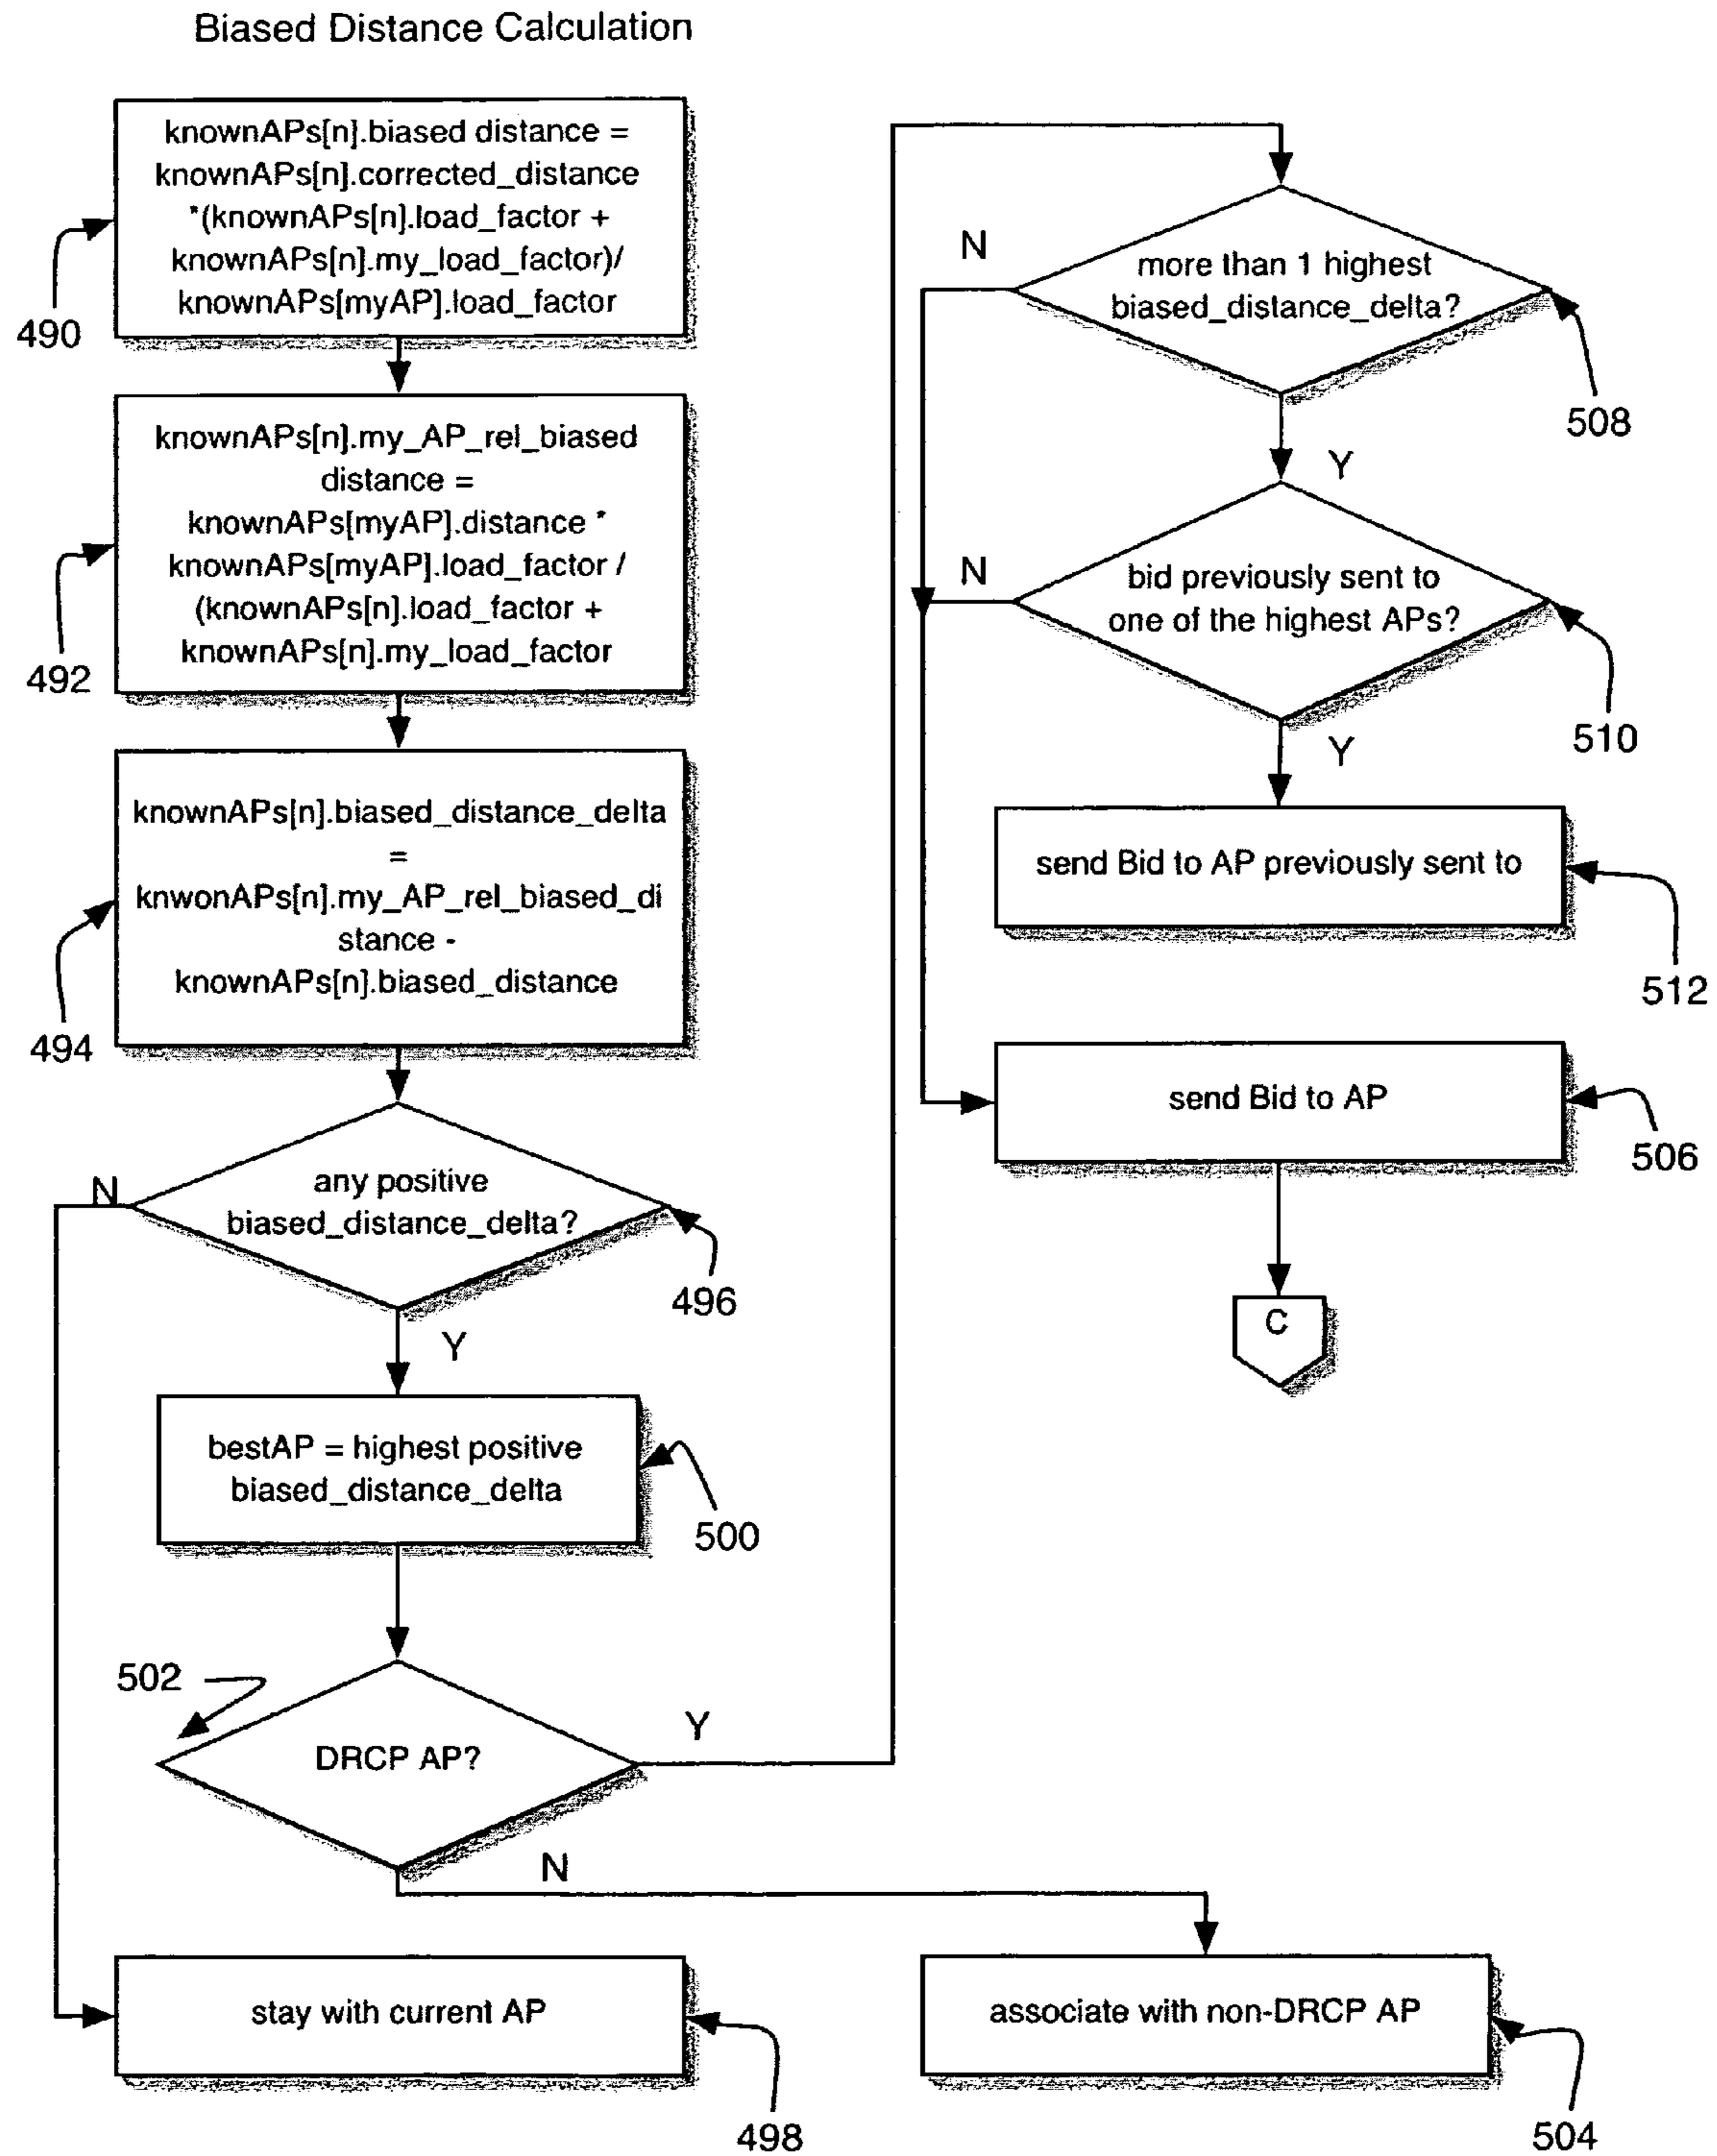 Biased Distance Calculation
knownAPs[n].biased distance =
knownAPs[n].corrected_distance
*(knownAPs[n].load_factor +
knownAPs[n].my_load_factor)/
knownAPs[myAP].load_factor
490
knownAPs[n].my_AP_rel_biased
distance =
knownAPs[myAP].distance *
knownAPs[myAP].load_factor /
(knownAPs[n].load_factor +
knownAPs[n].my_load_factor
492
knownAPs[n].biased_distance_delta
=
knwonAPs[n].my_AP_rel_biased_di
stance -
knownAPs[n].biased_distance
494
N
any positive
biased_distance_delta?
496
Y
bestAP = highest positive
biased_distance_delta
500
502
DRCP AP?
Y
N
stay with current AP
498
associate with non-DRCP AP
504
N
more than 1 highest
biased_distance_delta?
508
Y
N
bid previously sent to
one of the highest APs?
510
Y
send Bid to AP previously sent to
512
send Bid to AP
506
C